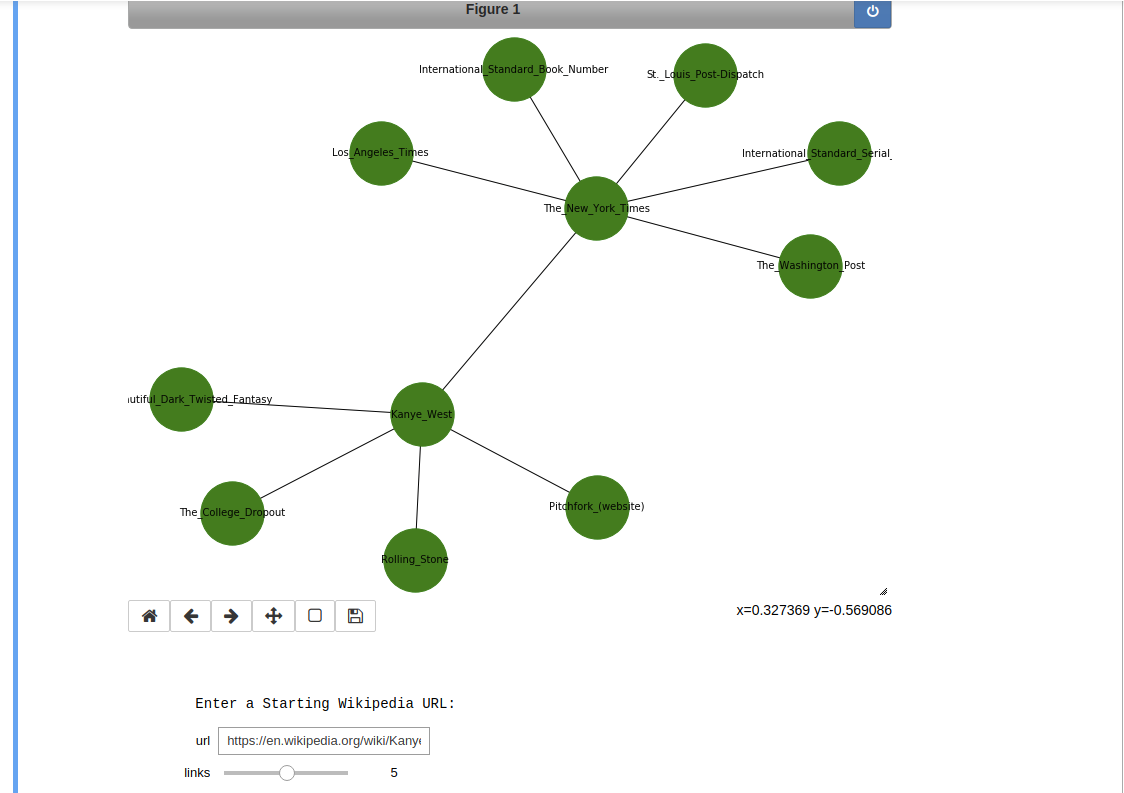 Figure 1
International_Standard_Book_Number
St._Louis_Post-Dispatch
Los_Angeles_Times
International_Standard_Serial_
The_New_York_Times
The_Washington_Post
utiful_Dark_Twisted_Fantasy
Kanye_West
The_College_Dropout
Pitchfork_(website)
Rolling_Stone
x=0.327369 y=-0.569086
Enter a Starting Wikipedia URL:
url https://en.wikipedia.org/wiki/Kanye
links 5